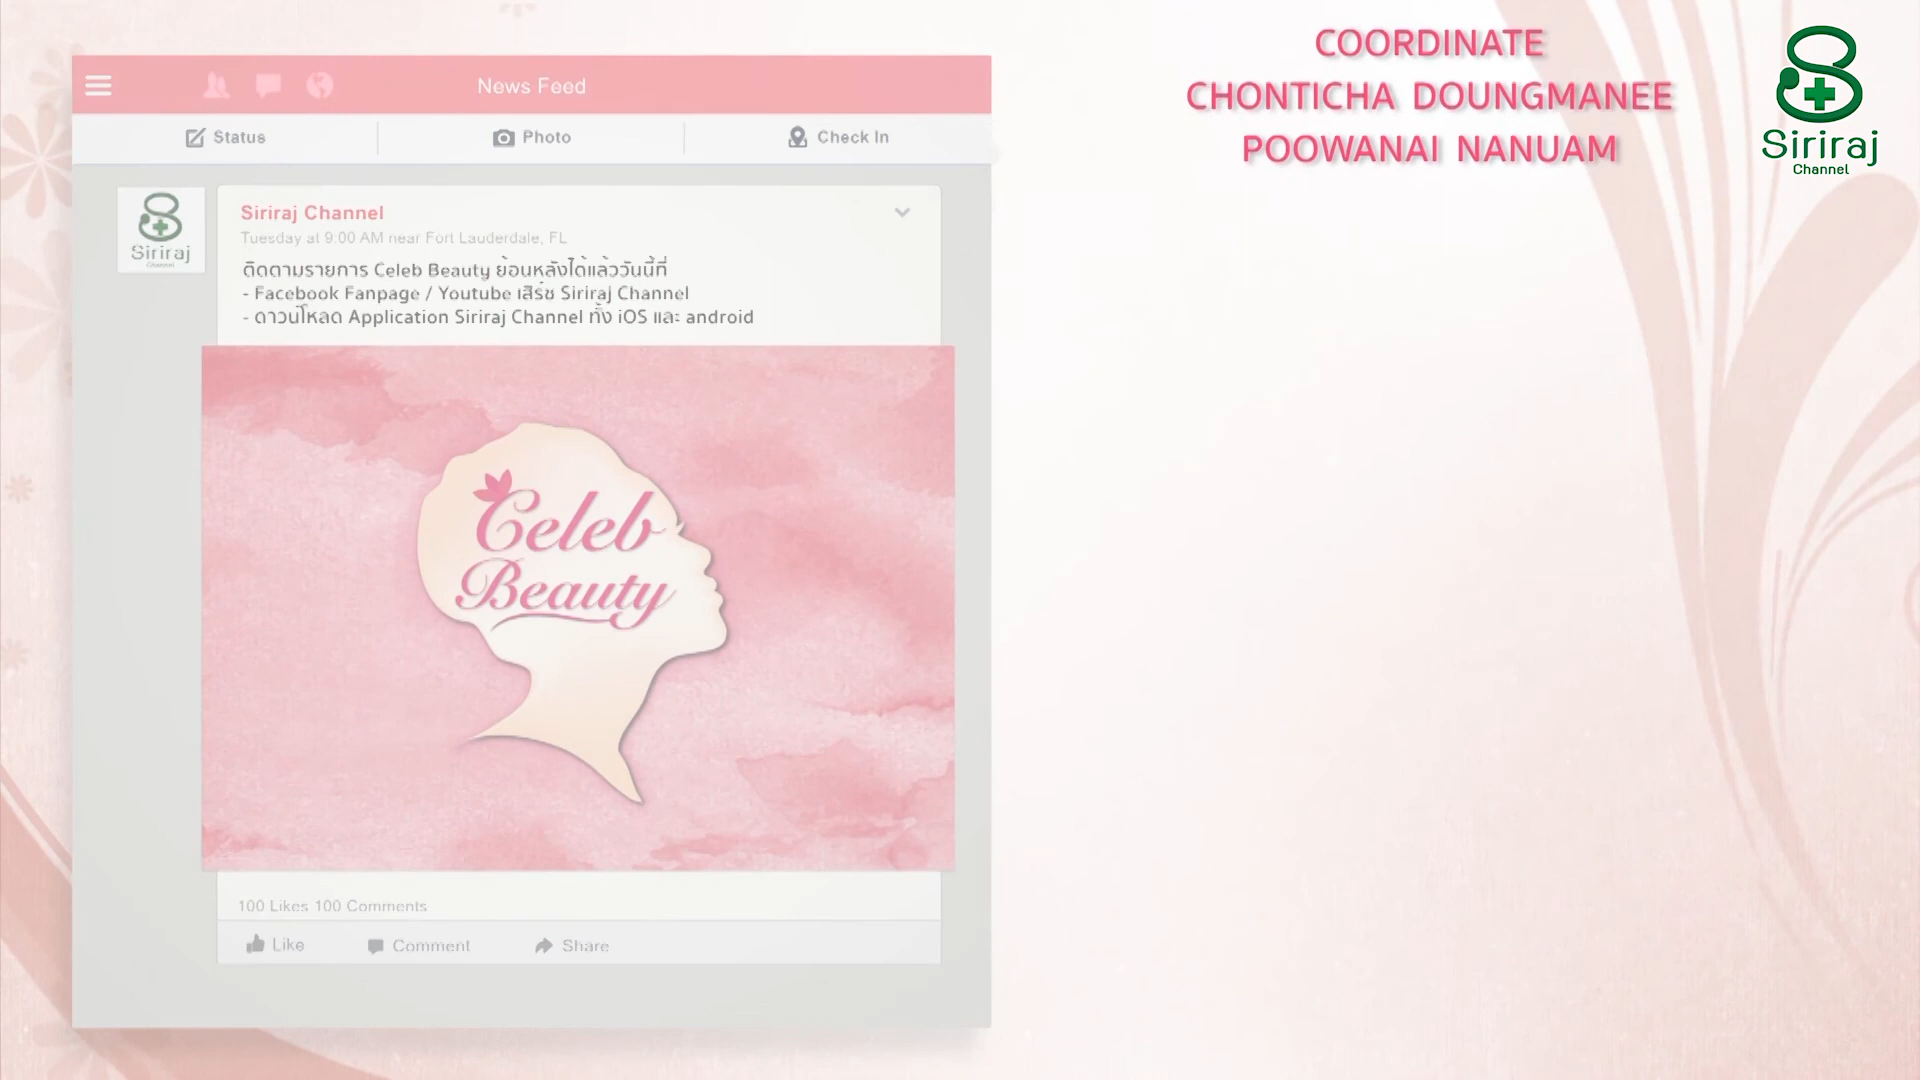 COORDINATE
CHONTICHA DOUNGMANEE
POOWANAI NANUAM
Siriraj
Channel
News Feed
Status
Photo
Check In
Siriraj
Channel
Siriraj Channel
Tuesday at 9:00 AM near Fort Lauderdale, FL
ติดตามรายการ Celeb Beauty ย้อนหลังได้แล้ววันนี้ที่
- Facebook Fanpage / Youtube เสิร์ช Siriraj Channel
- ดาวน์โหลด Application Siriraj Channel ทั้ง iOS และ android
Celeb
Beauty
100 Likes 100 Comments
Like
Comment
Share